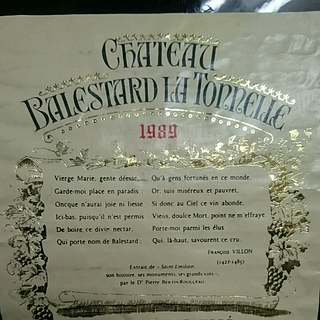 CHATEAU
BALESTARD LA TONNELLE
1989
Vierge Marie, gente déesse,
Garde-moi place en paradis :
Oncque n'aurai joie ni liesse
Ici-bas, puisqu'il n'est permis
De boire ce divin nectar,
Qui porte nom de Balestard ;
Qu'à gens fortunés en ce monde.
Or, suis miséreux et pauvret,
Si donc au Ciel ce vin abonde.
Vieux, doulce Mort, point ne m'effraye
Porte-moi parmi les élus
Qui, là-haut, savourent ce cru.
FRANÇOIS VILLON
(1421-1485)
Extrait de « Saint Emilion,
son histoire, ses monuments, ses grands vins »,
par le Dr Pierre BERTIN-ROULLEAU